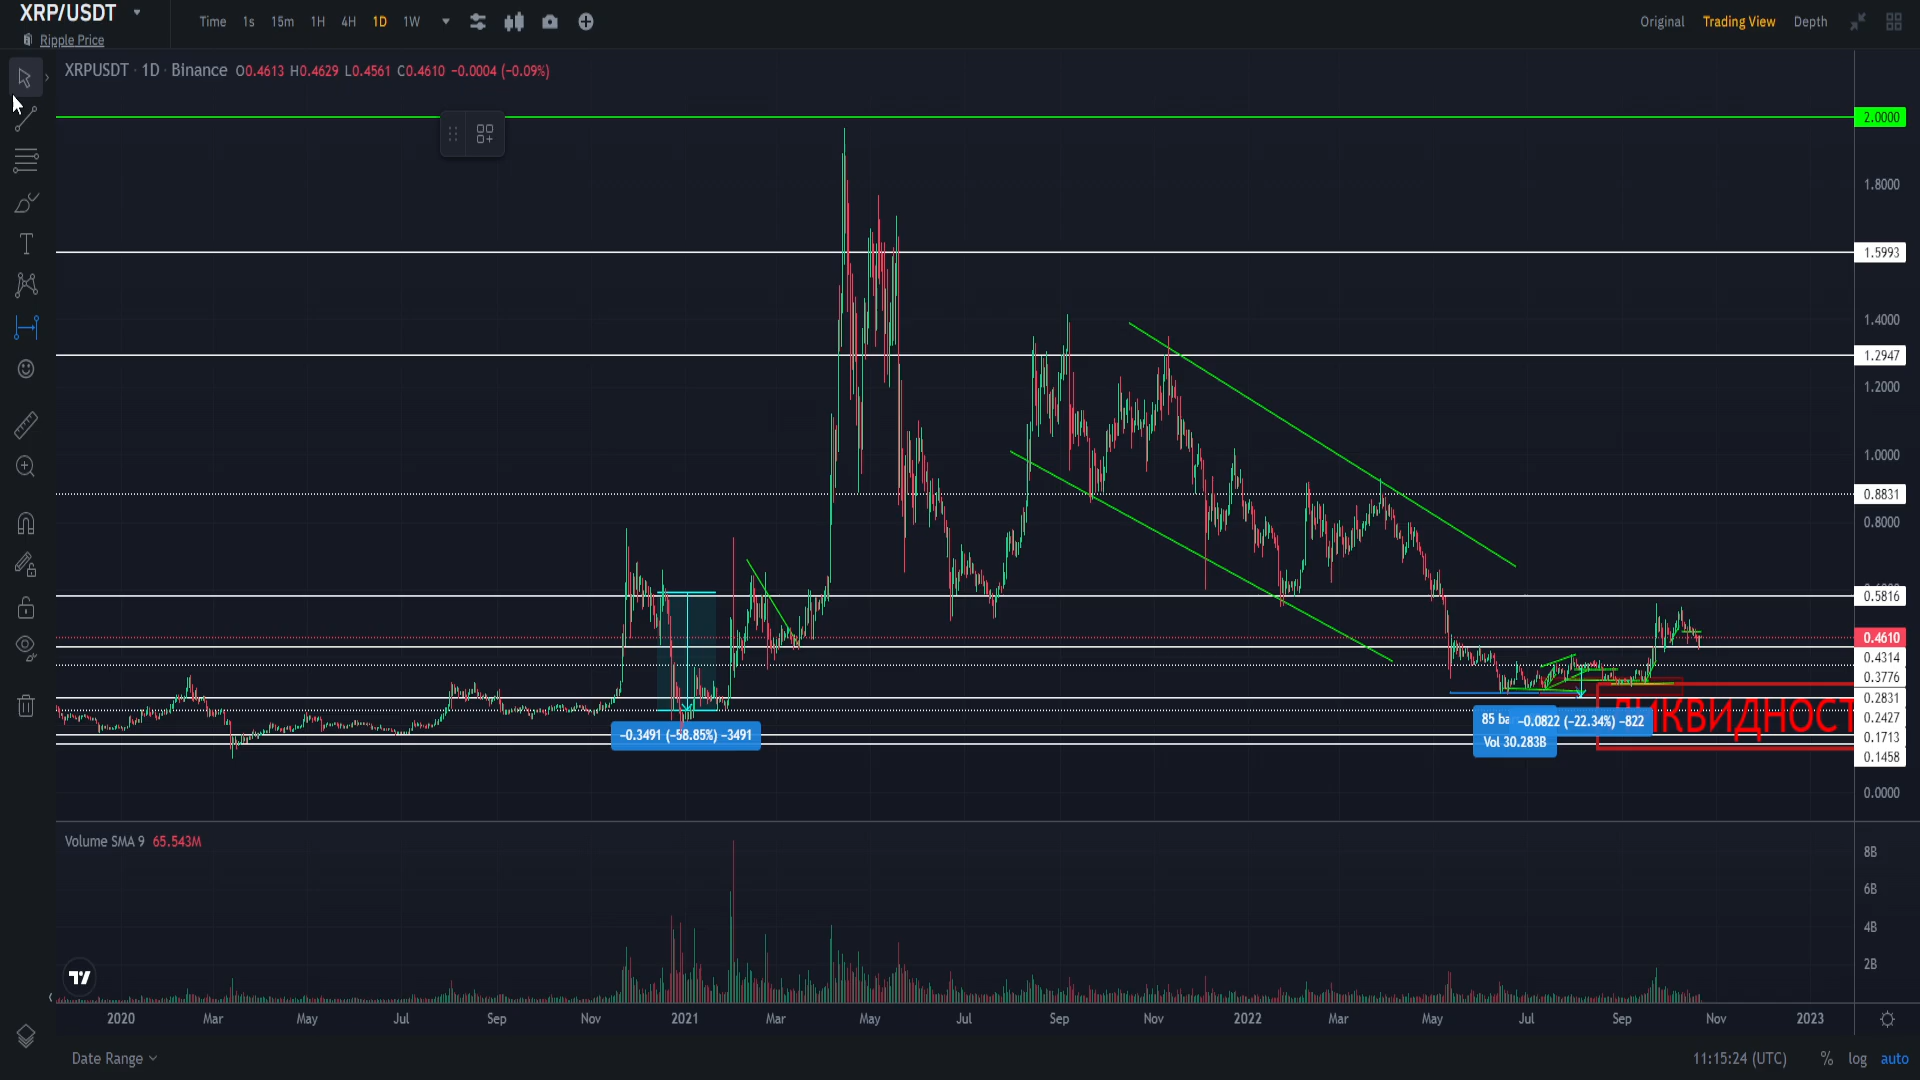 XRP/USDT
Ripple Price
Time 1s 15m 1H 4H 1D 1W
Original Trading View Depth
XRPUSDT · 1D · Binance O0.4613 H0.4629 L0.4561 C0.4610 −0.0004 (−0.09%)
2.0000
1.8000
1.5993
1.4000
1.2947
1.2000
1.0000
0.8831
0.8000
0.5816
0.4610
0.4314
0.3776
0.2831
0.2427
0.1713
0.1458
0.0000
−0.3491 (−58.85%) −3491
85 ba
−0.0822 (−22.34%) −822
Vol 30.283B
ЛИКВИДНОСТ
Volume SMA 9 65.543M
8B
6B
4B
2B
2020 Mar May Jul Sep Nov 2021 Mar May Jul Sep Nov 2022 Mar May Jul Sep Nov 2023
Date Range
11:15:24 (UTC) % log auto